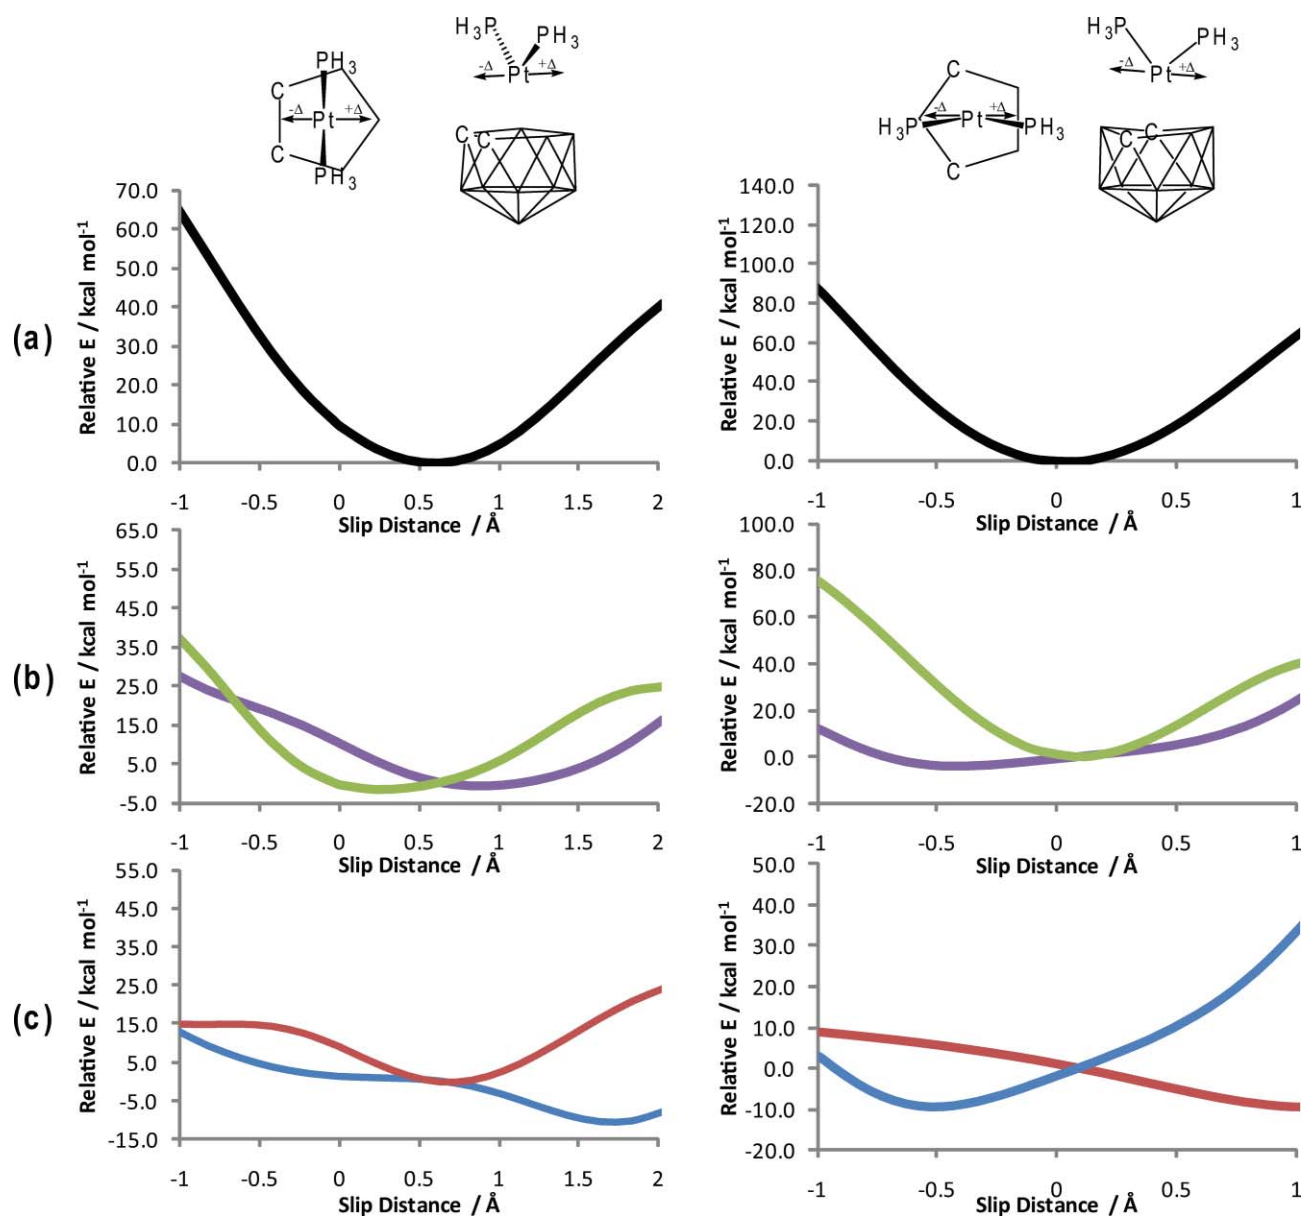 H3P
PH3
-Δ
Pt
+Δ
PH3
C
-Δ
Pt
+Δ
C
PH3
C
C
H3P
PH3
-Δ
Pt
+Δ
C
H3P
-Δ
Pt
+Δ
PH3
C
C
C
(a)
Relative E / kcal mol-1
70.0
60.0
50.0
40.0
30.0
20.0
10.0
0.0
-1
-0.5
0
0.5
1
1.5
2
Slip Distance / Å
Relative E / kcal mol-1
140.0
120.0
100.0
80.0
60.0
40.0
20.0
0.0
-1
-0.5
0
0.5
1
Slip Distance / Å
(b)
Relative E / kcal mol-1
65.0
55.0
45.0
35.0
25.0
15.0
5.0
-5.0
-1
-0.5
0
0.5
1
1.5
2
Slip Distance / Å
Relative E / kcal mol-1
100.0
80.0
60.0
40.0
20.0
0.0
-20.0
-1
-0.5
0
0.5
1
Slip Distance / Å
(c)
Relative E / kcal mol-1
55.0
45.0
35.0
25.0
15.0
5.0
-5.0
-15.0
-1
-0.5
0
0.5
1
1.5
2
Slip Distance / Å
Relative E / kcal mol-1
50.0
40.0
30.0
20.0
10.0
0.0
-10.0
-20.0
-1
-0.5
0
0.5
1
Slip Distance / Å